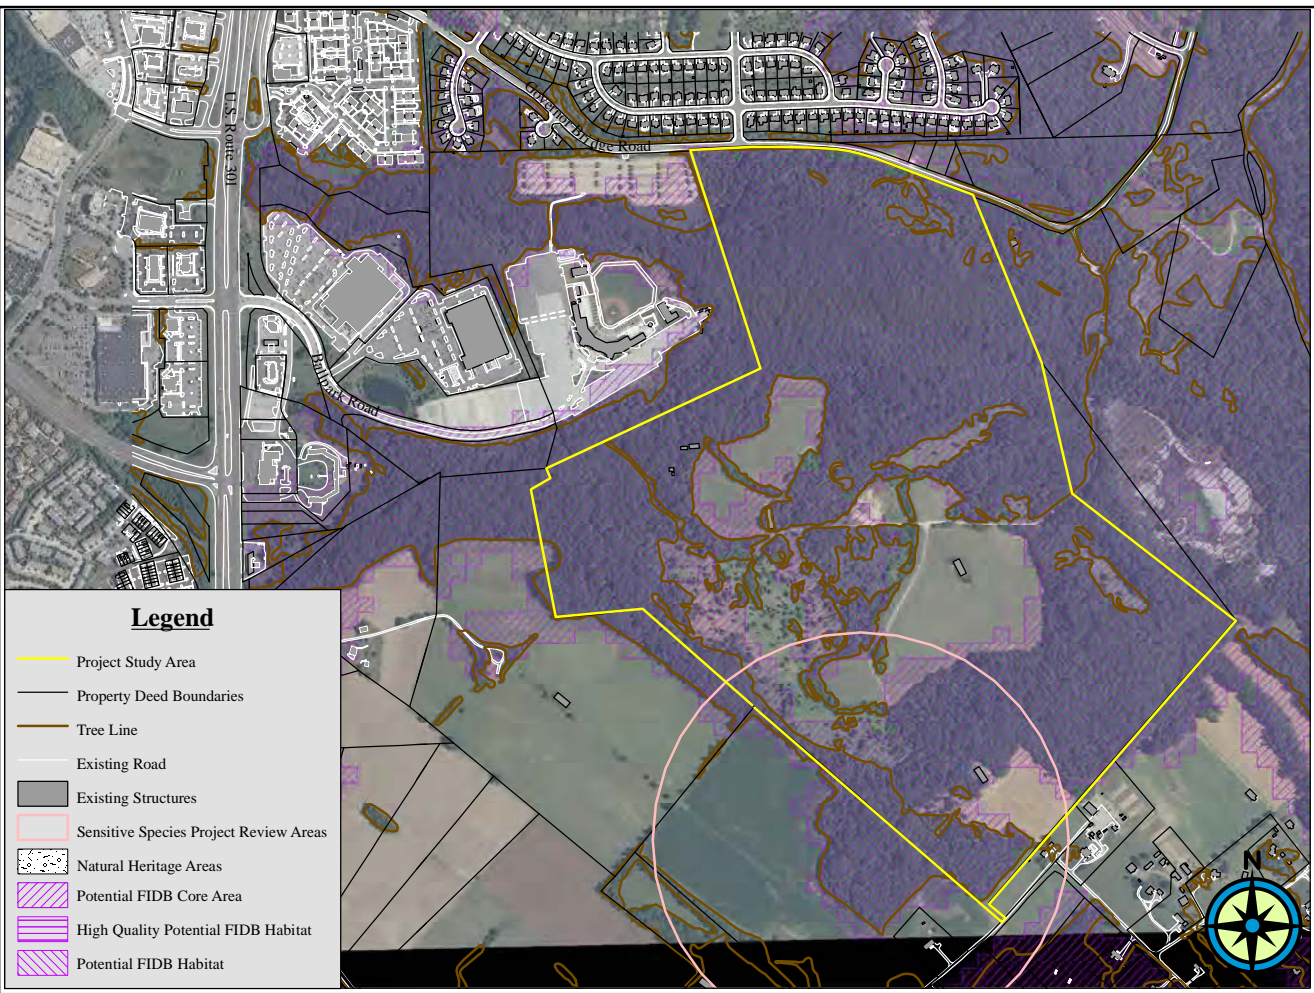 U.S. Route 301
Governor Bridge Road
Ballpark Road
Legend
Project Study Area
Property Deed Boundaries
Tree Line
Existing Road
Existing Structures
Sensitive Species Project Review Areas
Natural Heritage Areas
Potential FIDB Core Area
High Quality Potential FIDB Habitat
Potential FIDB Habitat
N